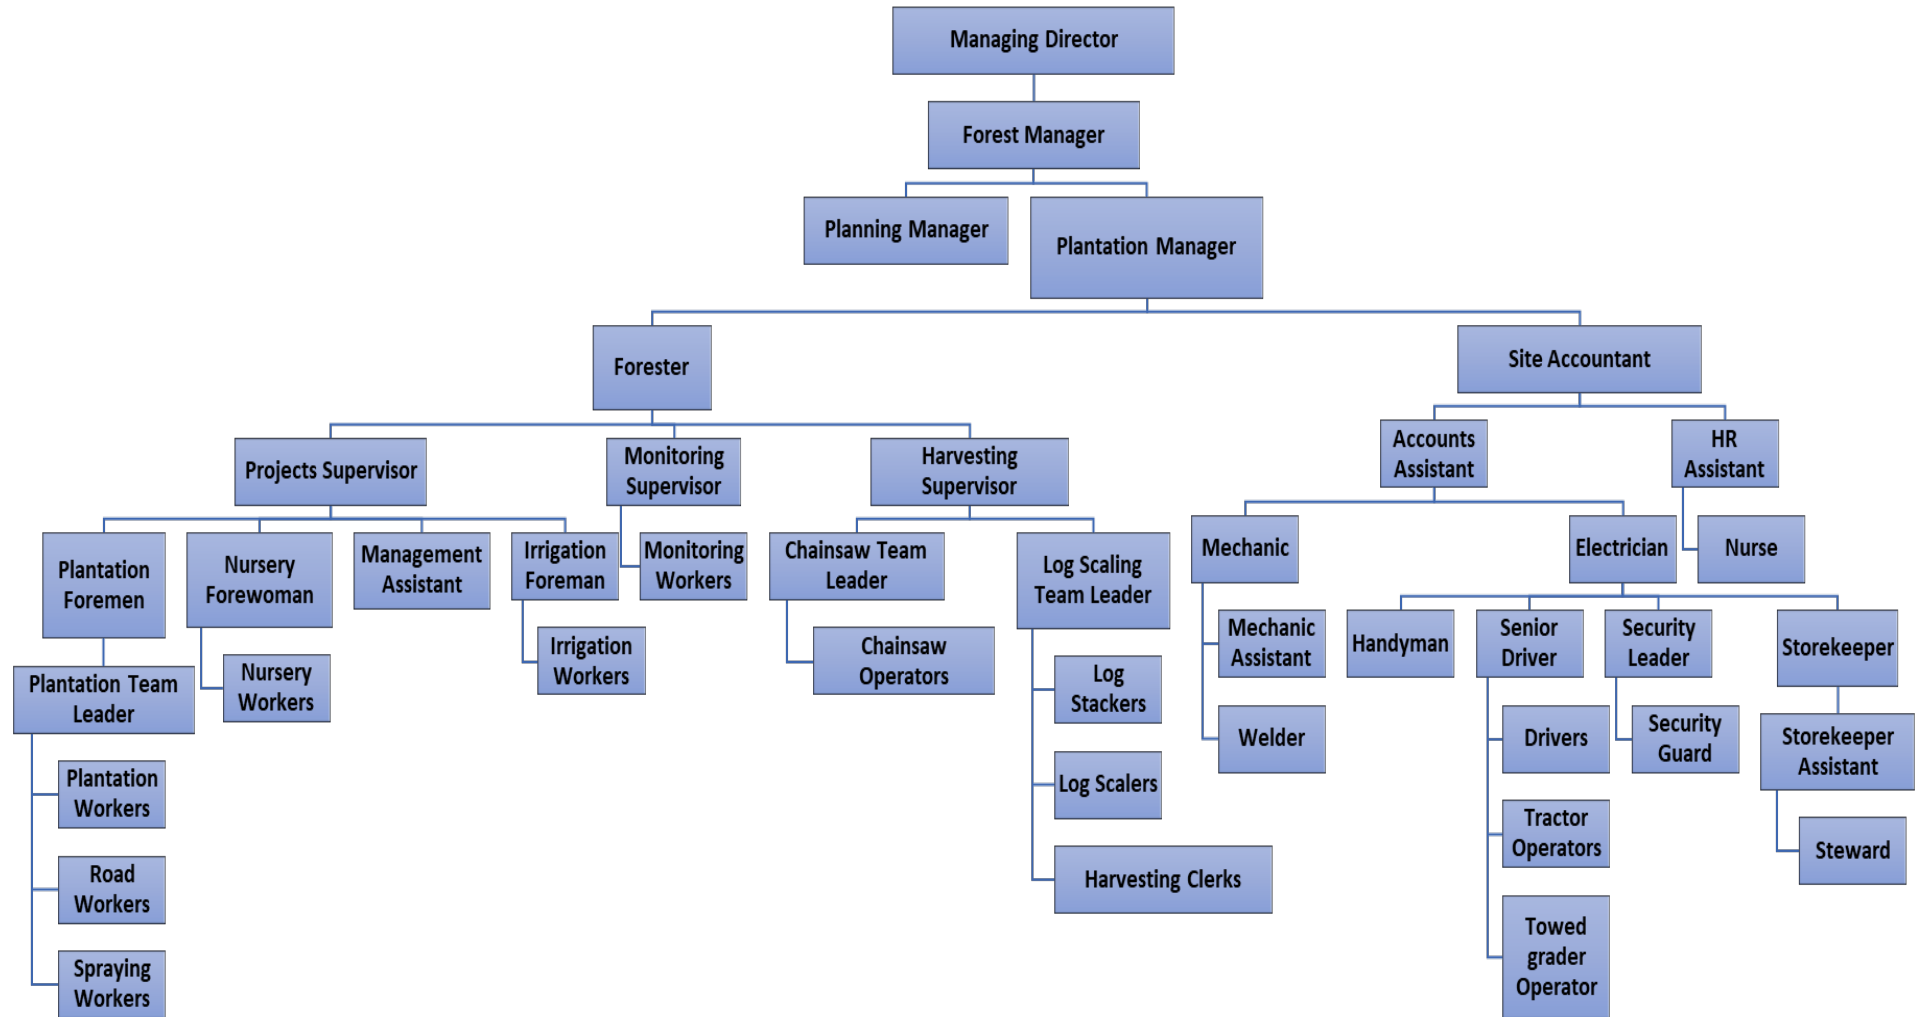 Managing Director
Forest Manager
Planning Manager
Plantation Manager
Forester
Site Accountant
Projects Supervisor
Monitoring
Supervisor
Harvesting
Supervisor
Accounts
Assistant
HR
Assistant
Plantation
Foremen
Nursery
Forewoman
Management
Assistant
Irrigation
Foreman
Monitoring
Workers
Chainsaw Team
Leader
Log Scaling
Team Leader
Mechanic
Electrician
Nurse
Plantation Team
Leader
Nursery
Workers
Irrigation
Workers
Chainsaw
Operators
Log
Stackers
Mechanic
Assistant
Handyman
Senior
Driver
Security
Leader
Storekeeper
Welder
Drivers
Security
Guard
Storekeeper
Assistant
Plantation
Workers
Log Scalers
Tractor
Operators
Steward
Road
Workers
Harvesting Clerks
Spraying
Workers
Towed
grader
Operator